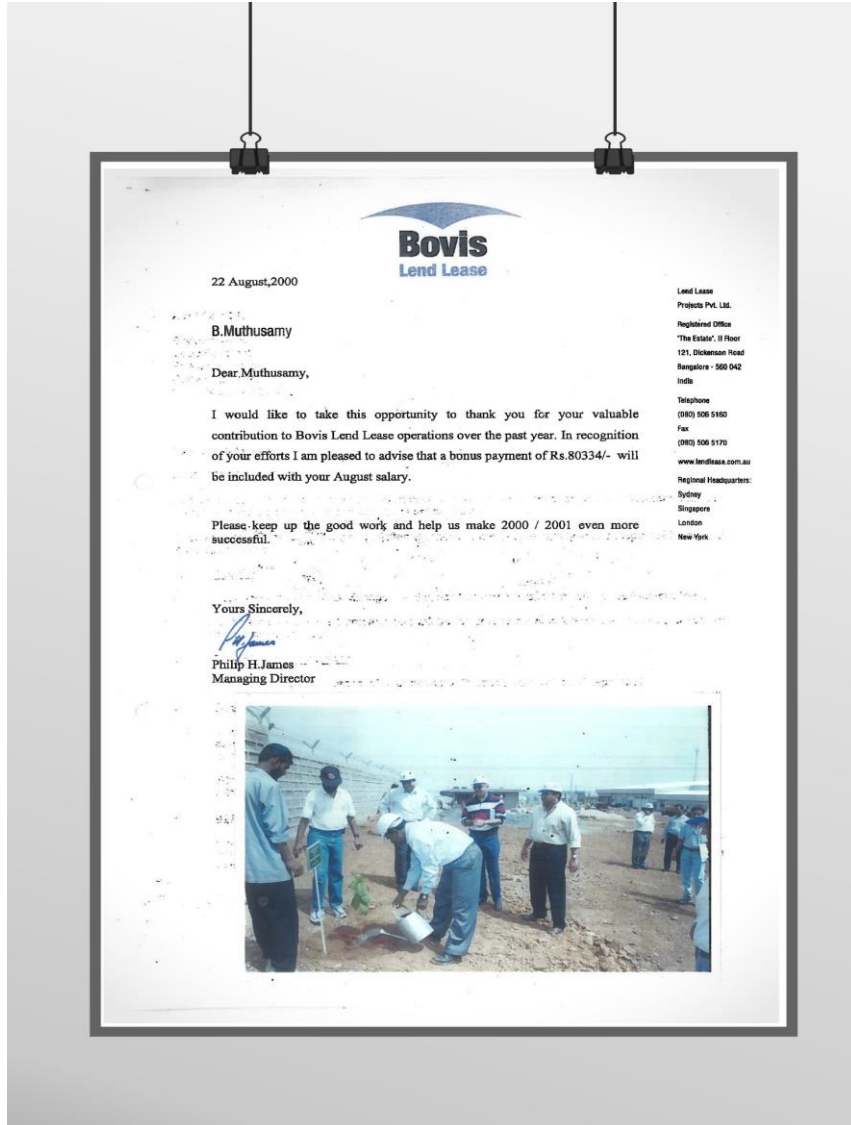 Bovis
Lend Lease
22 August,2000
B.Muthusamy
Dear Muthusamy,
I would like to take this opportunity to thank you for your valuable
contribution to Bovis Lend Lease operations over the past year. In recognition
of your efforts I am pleased to advise that a bonus payment of Rs.80334/- will
be included with your August salary.
Please keep up the good work and help us make 2000 / 2001 even more
successful.
Yours Sincerely,
P.H.James
Philip H.James
Managing Director
Lend Lease
Projects Pvt. Ltd.
Registered Office
"The Estate", II Floor
121, Dickenson Road
Bangalore - 560 042
India
Telephone
(080) 506 5160
Fax
(080) 506 5170
www.lendlease.com.au
Regional Headquarters:
Sydney
Singapore
London
New York